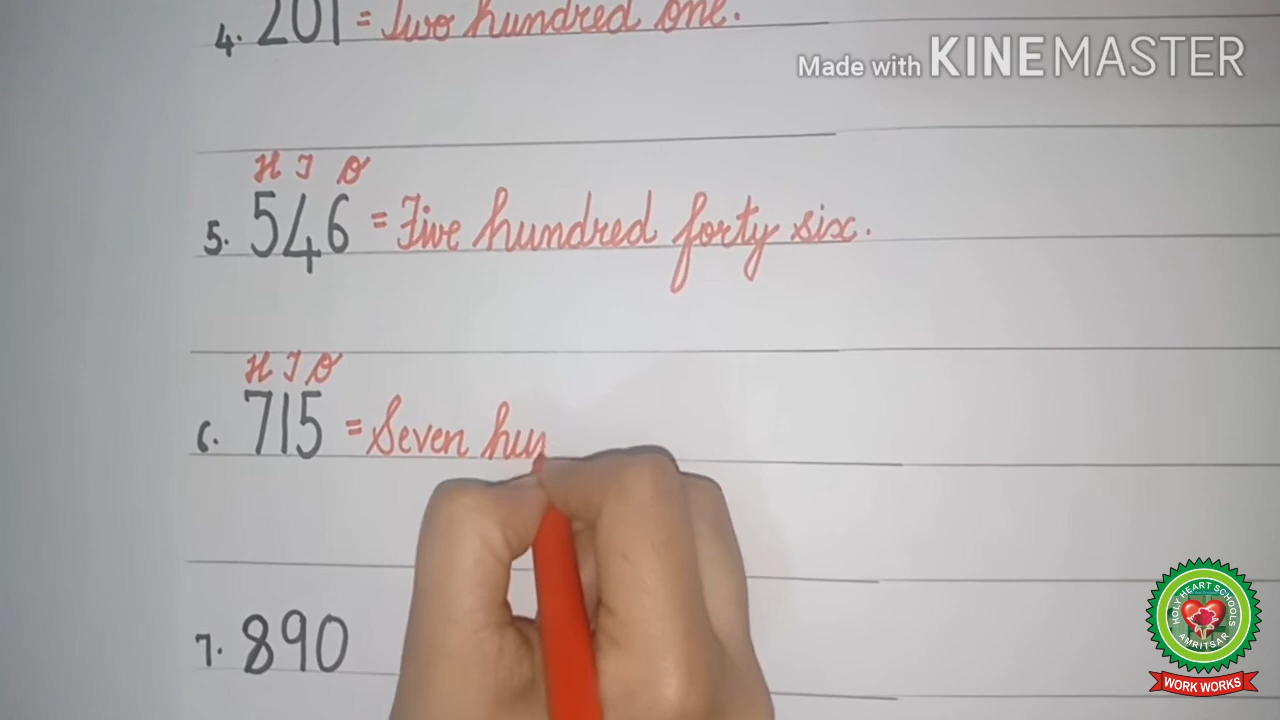 4. 201 = Two hundred one.
Made with KINEMASTER
H T O
5. 546 = Five hundred forty six.
H T O
6. 715 = Seven hun
7. 890
HOLY HEART SCHOOLS
AMRITSAR
WORK WORKS